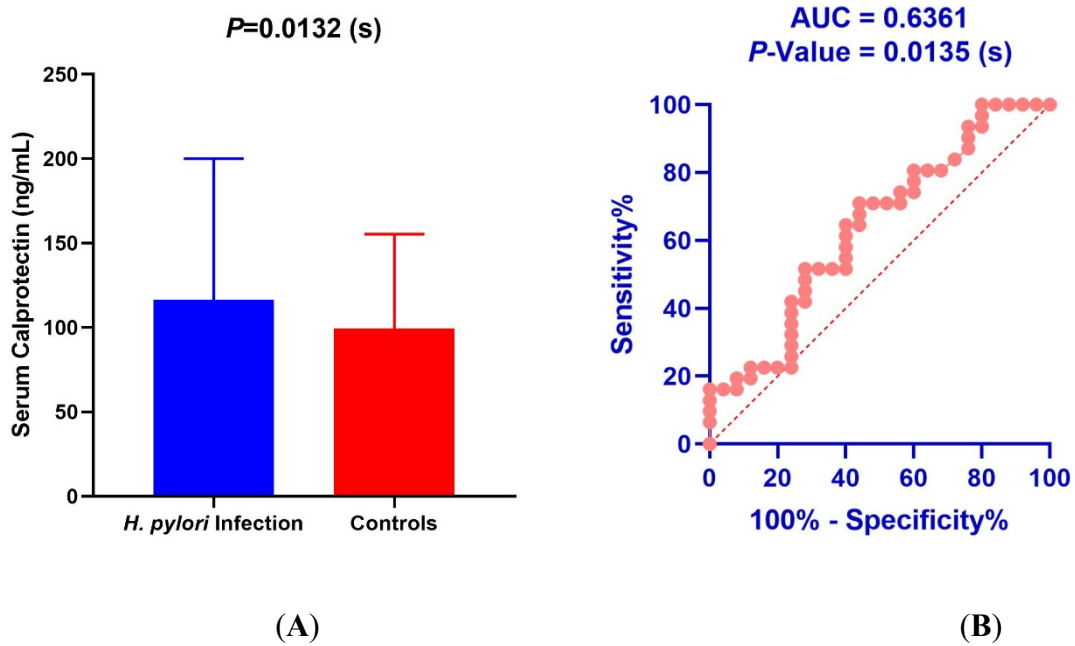 P=0.0132 (s)
Serum Calprotectin (ng/mL)
250
200
150
100
50
0
H. pylori Infection
Controls
(A)
AUC = 0.6361
P-Value = 0.0135 (s)
Sensitivity%
100
80
60
40
20
0
0 20 40 60 80 100
100% - Specificity%
(B)